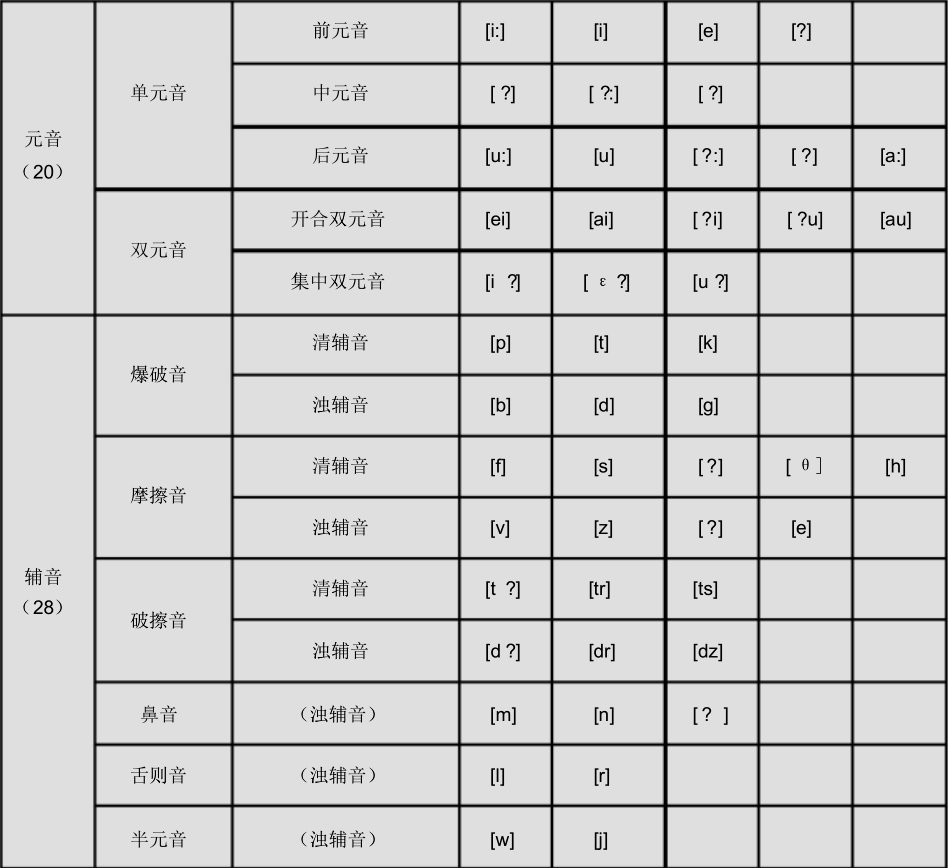 前元音 [i:] [i] [e] [?]
单元音 中元音 [ ?] [ ?:] [ ?]
元音
（20）
后元音 [u:] [u] [ ?:] [ ?] [a:]
开合双元音 [ei] [ai] [ ?i] [ ?u] [au]
双元音
集中双元音 [i ?] [ ε ?] [u ?]
清辅音 [p] [t] [k]
爆破音
浊辅音 [b] [d] [g]
清辅音 [f] [s] [ ?] [ θ ］ [h]
摩擦音
浊辅音 [v] [z] [ ?] [e]
辅音
（28）
清辅音 [t ?] [tr] [ts]
破擦音
浊辅音 [d ?] [dr] [dz]
鼻音 （浊辅音） [m] [n] [ ? ]
舌则音 （浊辅音） [l] [r]
半元音 （浊辅音） [w] [j]